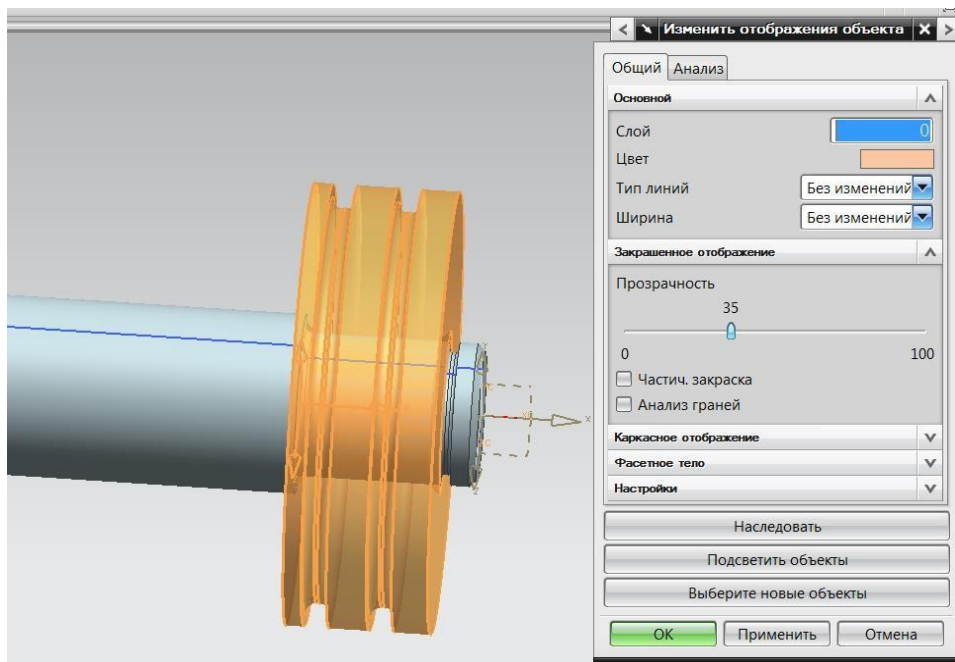 Изменить отображения объекта
Общий Анализ
Основной
Слой 0
Цвет
Тип линий Без изменений
Ширина Без изменений
Закрашенное отображение
Прозрачность
35
0 100
Частич. закраска
Анализ граней
Каркасное отображение
Фасетное тело
Настройки
Наследовать
Подсветить объекты
Выберите новые объекты
OK Применить Отмена